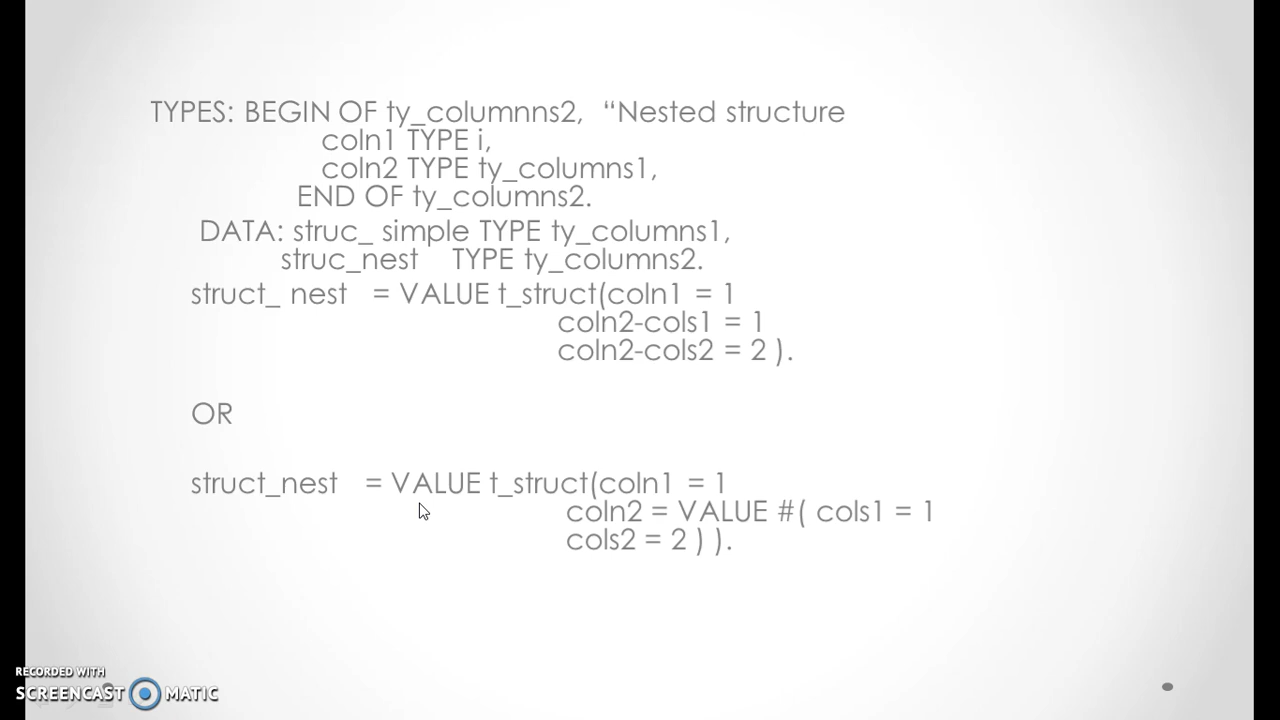 TYPES: BEGIN OF ty_columnns2, “Nested structure
coln1 TYPE i,
coln2 TYPE ty_columns1,
END OF ty_columns2.
DATA: struc_ simple TYPE ty_columns1,
struc_nest TYPE ty_columns2.
struct_ nest = VALUE t_struct(coln1 = 1
coln2-cols1 = 1
coln2-cols2 = 2 ).
OR
struct_nest = VALUE t_struct(coln1 = 1
coln2 = VALUE #( cols1 = 1
cols2 = 2 ) ).
RECORDED WITH
SCREENCAST MATIC